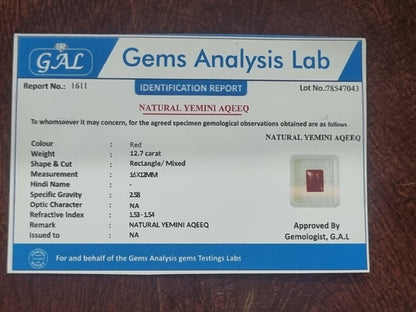 GAL
Gems Analysis Lab
Report No.: 1611
IDENTIFICATION REPORT
Lot No.:78547043
NATURAL YEMINI AQEEQ
To whomsoever it may concern, for the agreed specimen gemological observations obtained are as follows
NATURAL YEMINI AQEEQ
Colour : Red
Weight : 12.7 carat
Shape & Cut : Rectangle/ Mixed
Measurement : 16X12MM
Hindi Name : -
Specific Gravity : 2.58
Optic Character : NA
Refractive Index : 1.53 - 1.54
Remark : NATURAL YEMINI AQEEQ
Issued to : NA
Approved By
Gemologist, G.A.L
For and behalf of the Gems Analysis gems Testings Labs